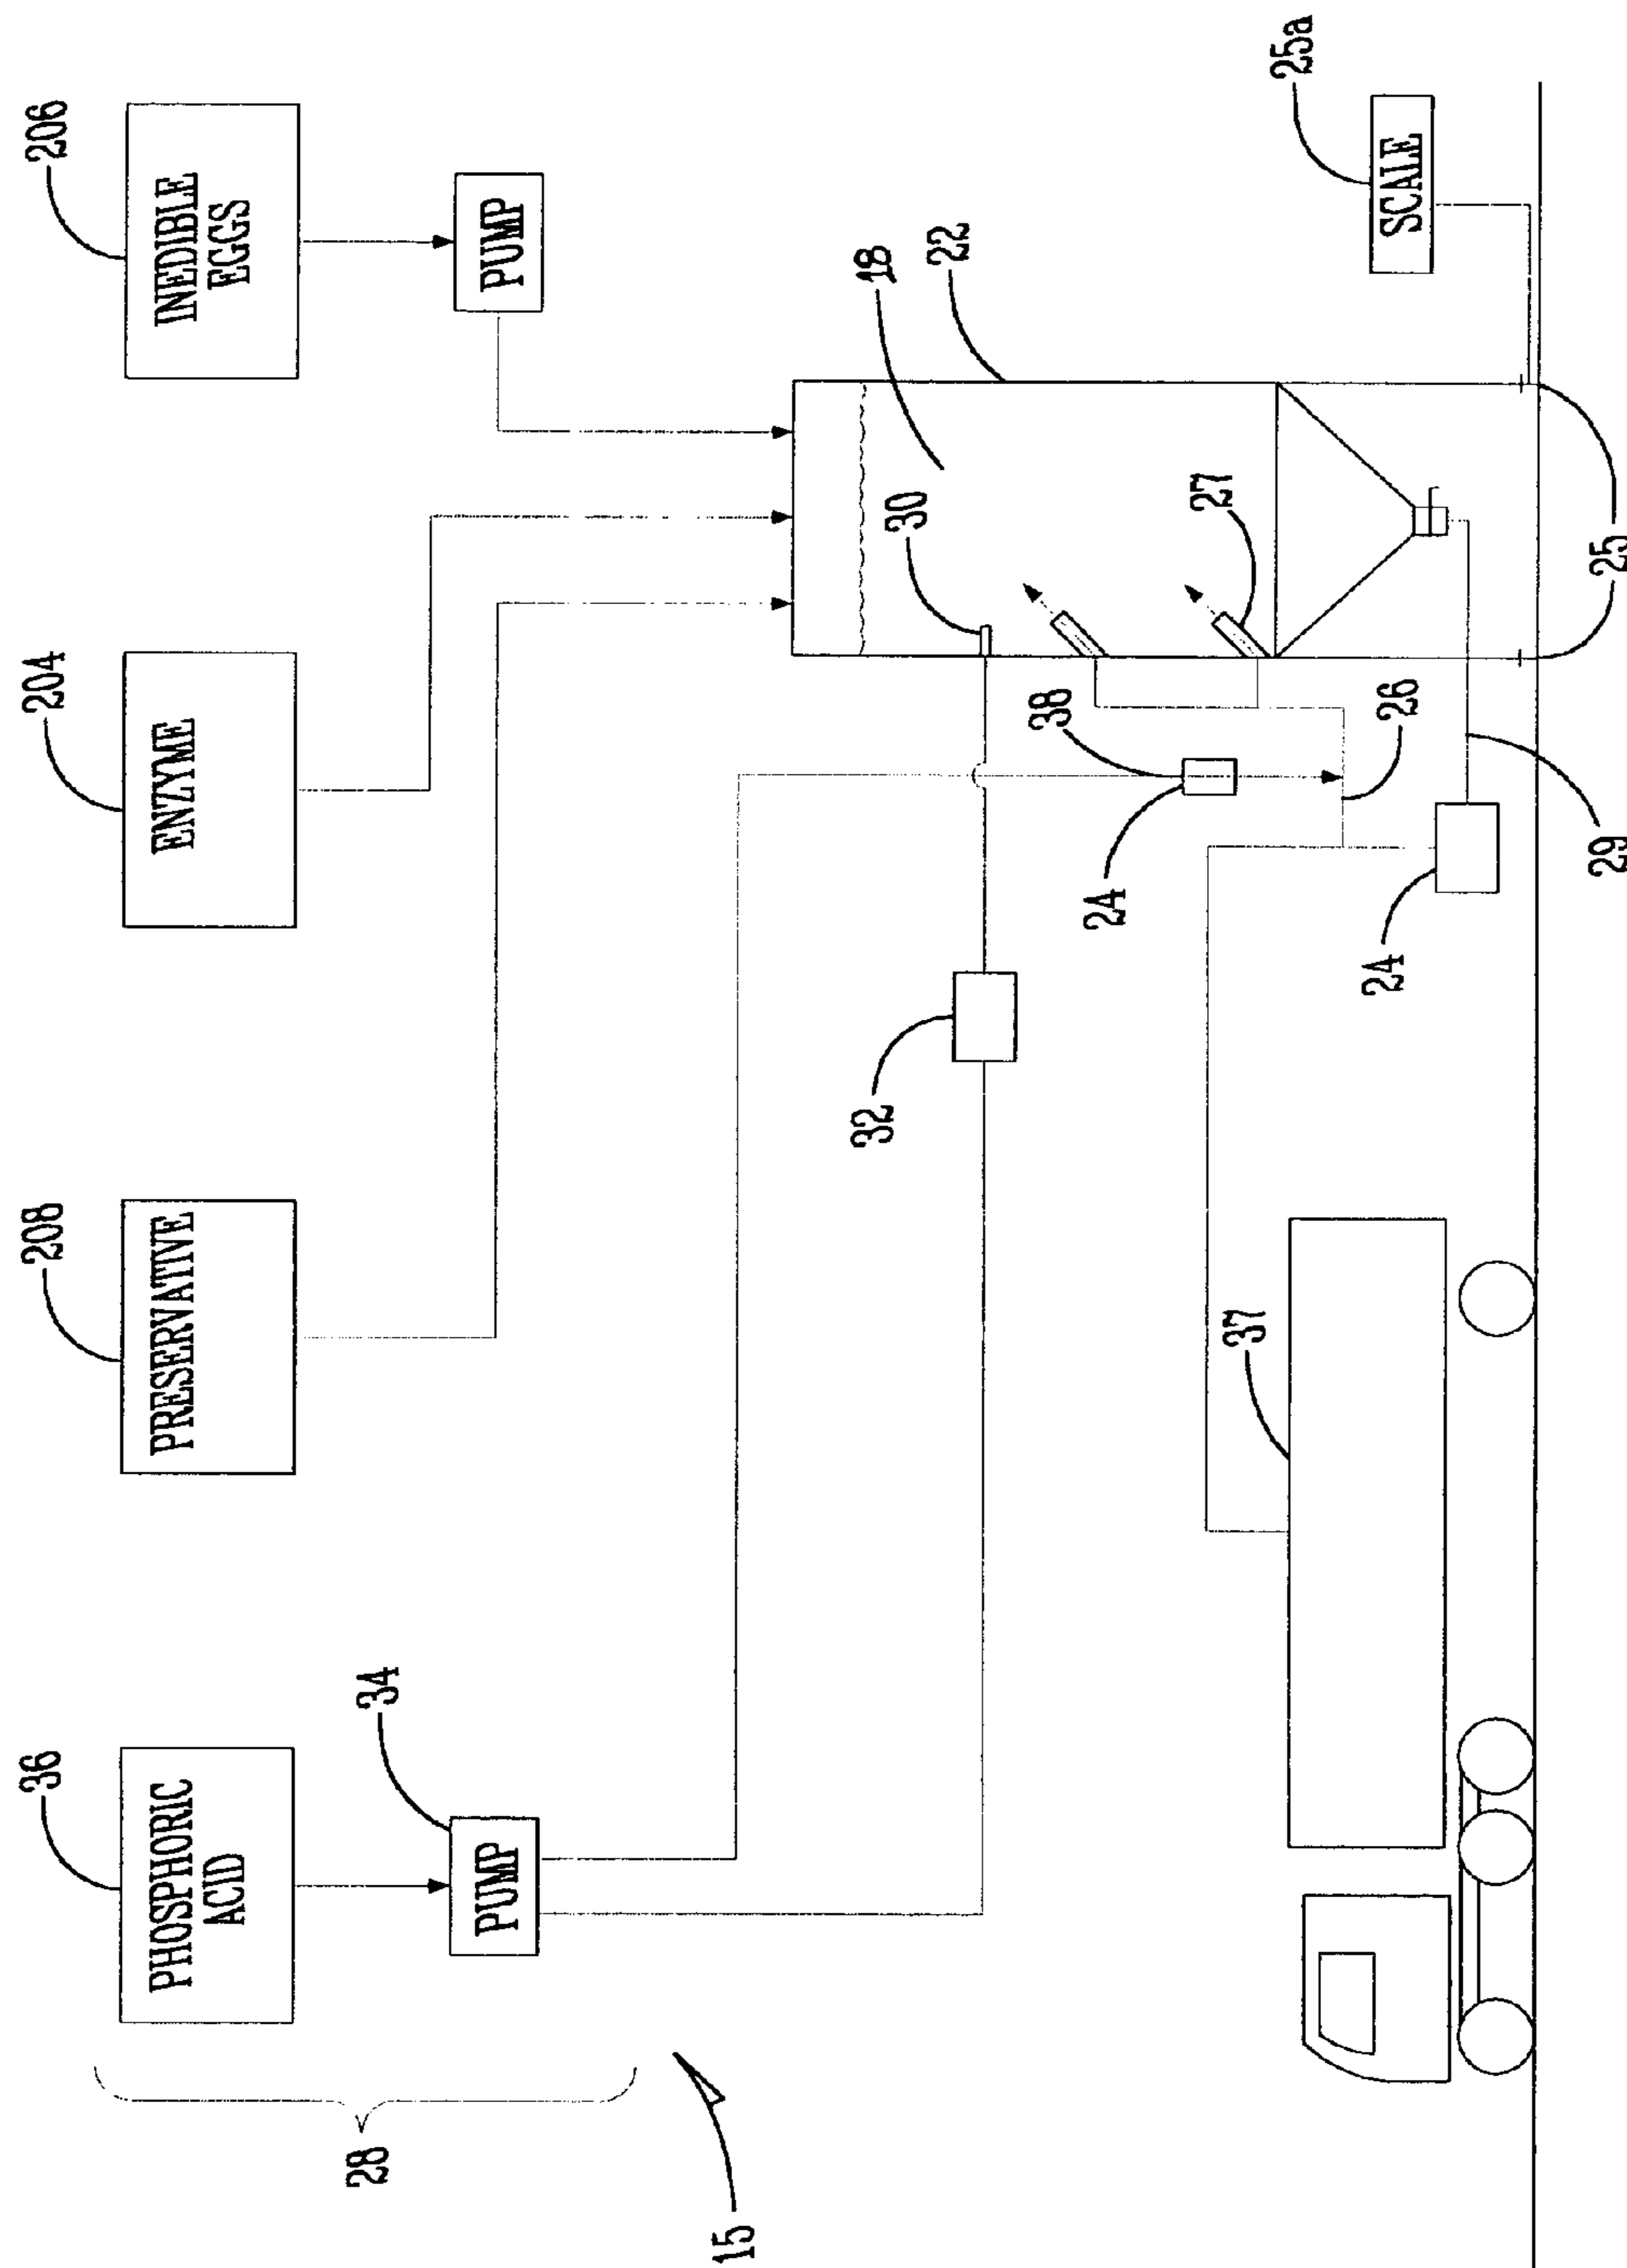 36
PHOSPHORIC
ACID
208
PRESERVATIVE
204
ENZYME
206
INEDIBLE
EGGS
34
PUMP
PUMP
28
15
32
18
22
30
37
24
38
27
26
24
29
25
25a
SCALE